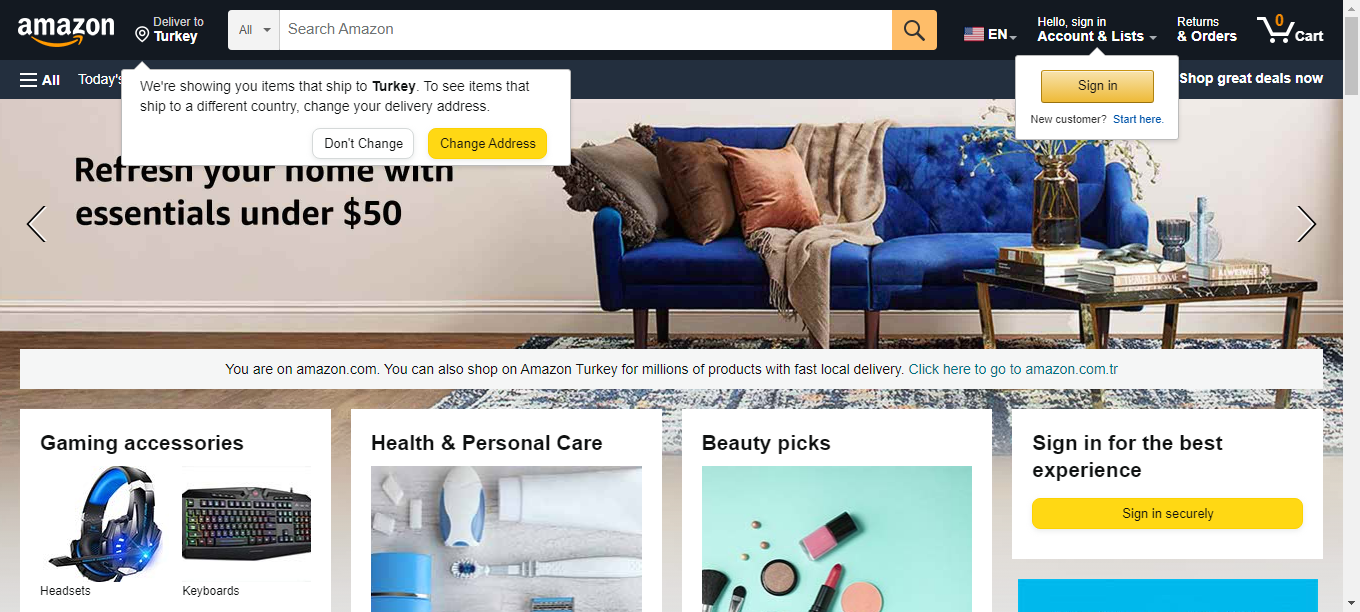 amazon
Deliver to
Turkey
All
Search Amazon
EN
Hello, sign in
Account & Lists
Returns
& Orders
0
Cart
All
Today's
Shop great deals now
We're showing you items that ship to Turkey. To see items that
ship to a different country, change your delivery address.
Don't Change
Change Address
Sign in
New customer? Start here.
Refresh your home with
essentials under $50
You are on amazon.com. You can also shop on Amazon Turkey for millions of products with fast local delivery. Click here to go to amazon.com.tr
Gaming accessories
Headsets
Keyboards
Health & Personal Care
Beauty picks
Sign in for the best
experience
Sign in securely